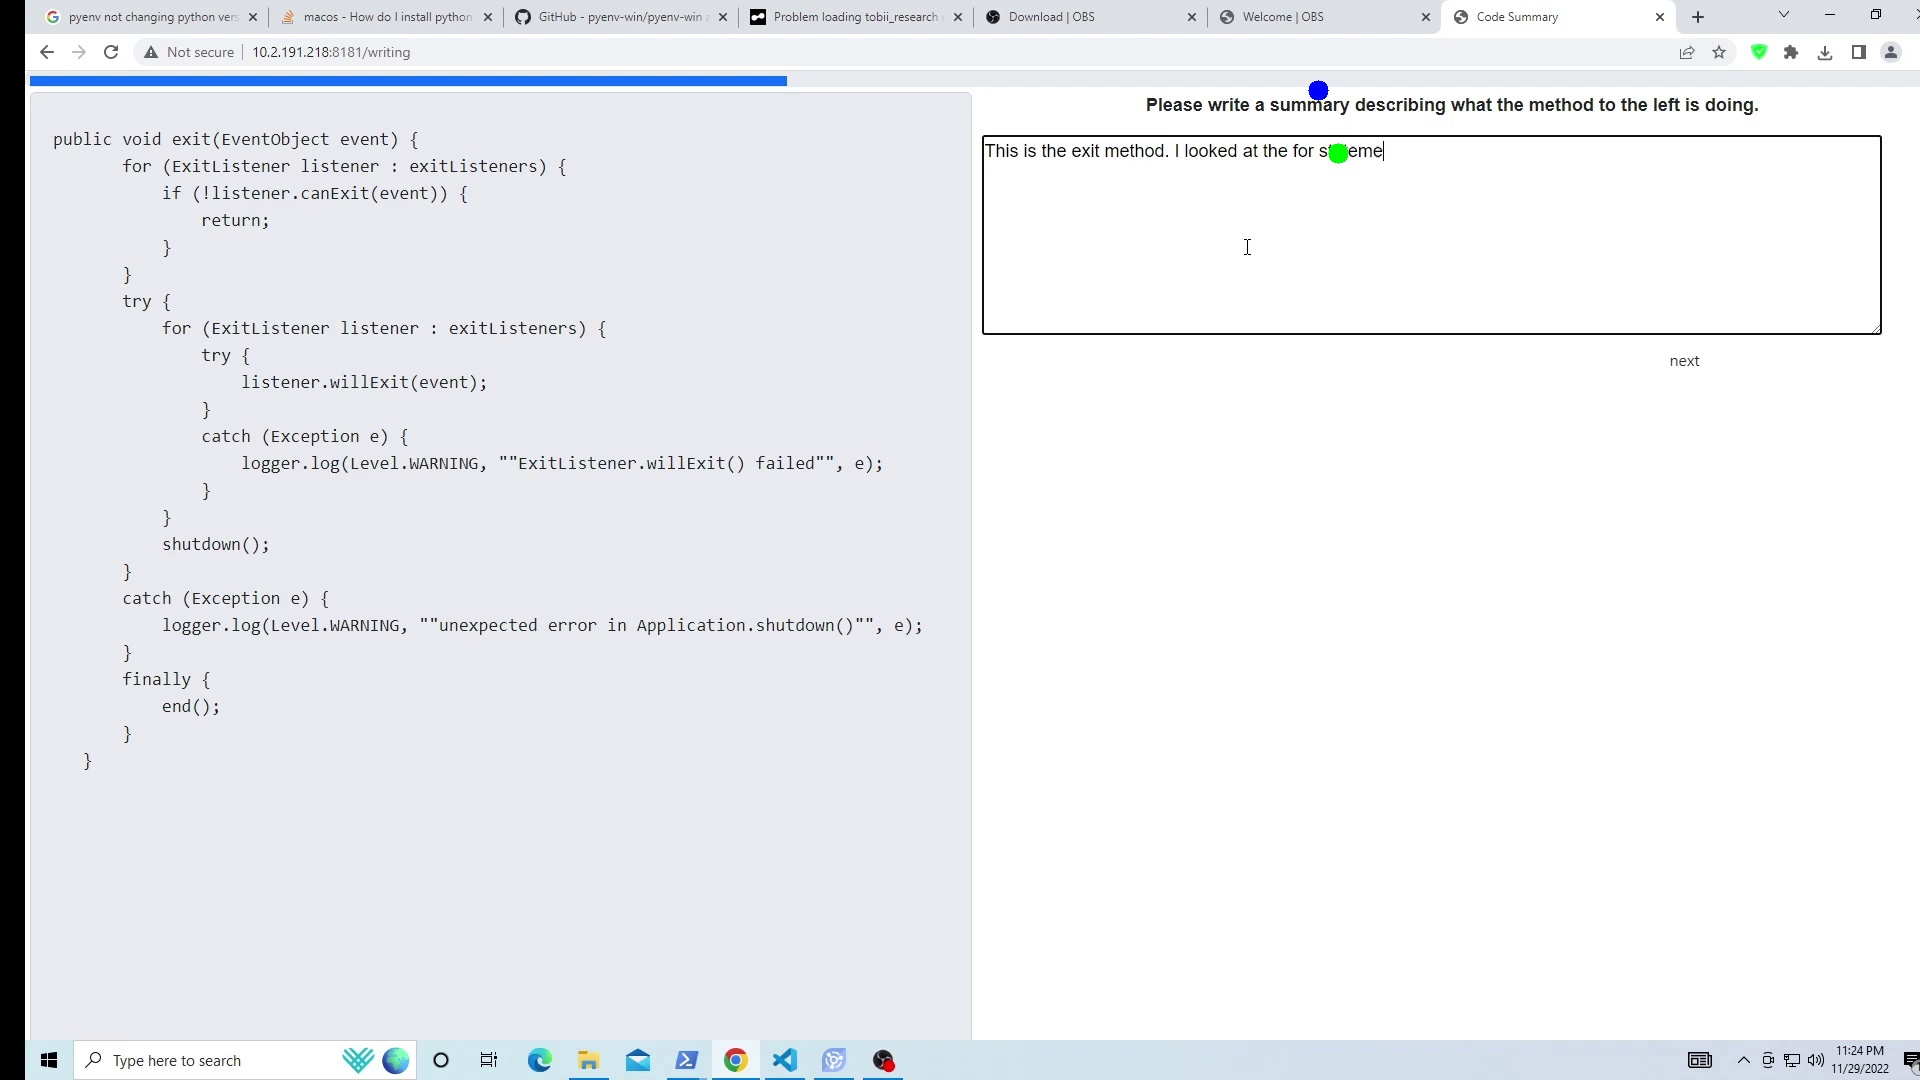 pyenv not changing python vers
macos - How do I install python
GitHub - pyenv-win/pyenv-win a
Problem loading tobii_research
Download | OBS
Welcome | OBS
Code Summary
Not secure
10.2.191.218:8181/writing
public void exit(EventObject event) {
for (ExitListener listener : exitListeners) {
if (!listener.canExit(event)) {
return;
}
}
try {
for (ExitListener listener : exitListeners) {
try {
listener.willExit(event);
}
catch (Exception e) {
logger.log(Level.WARNING, ""ExitListener.willExit() failed"", e);
}
}
shutdown();
}
catch (Exception e) {
logger.log(Level.WARNING, ""unexpected error in Application.shutdown()"", e);
}
finally {
end();
}
}
Please write a summary describing what the method to the left is doing.
This is the exit method. I looked at the for
next
Type here to search
11:24 PM
11/29/2022